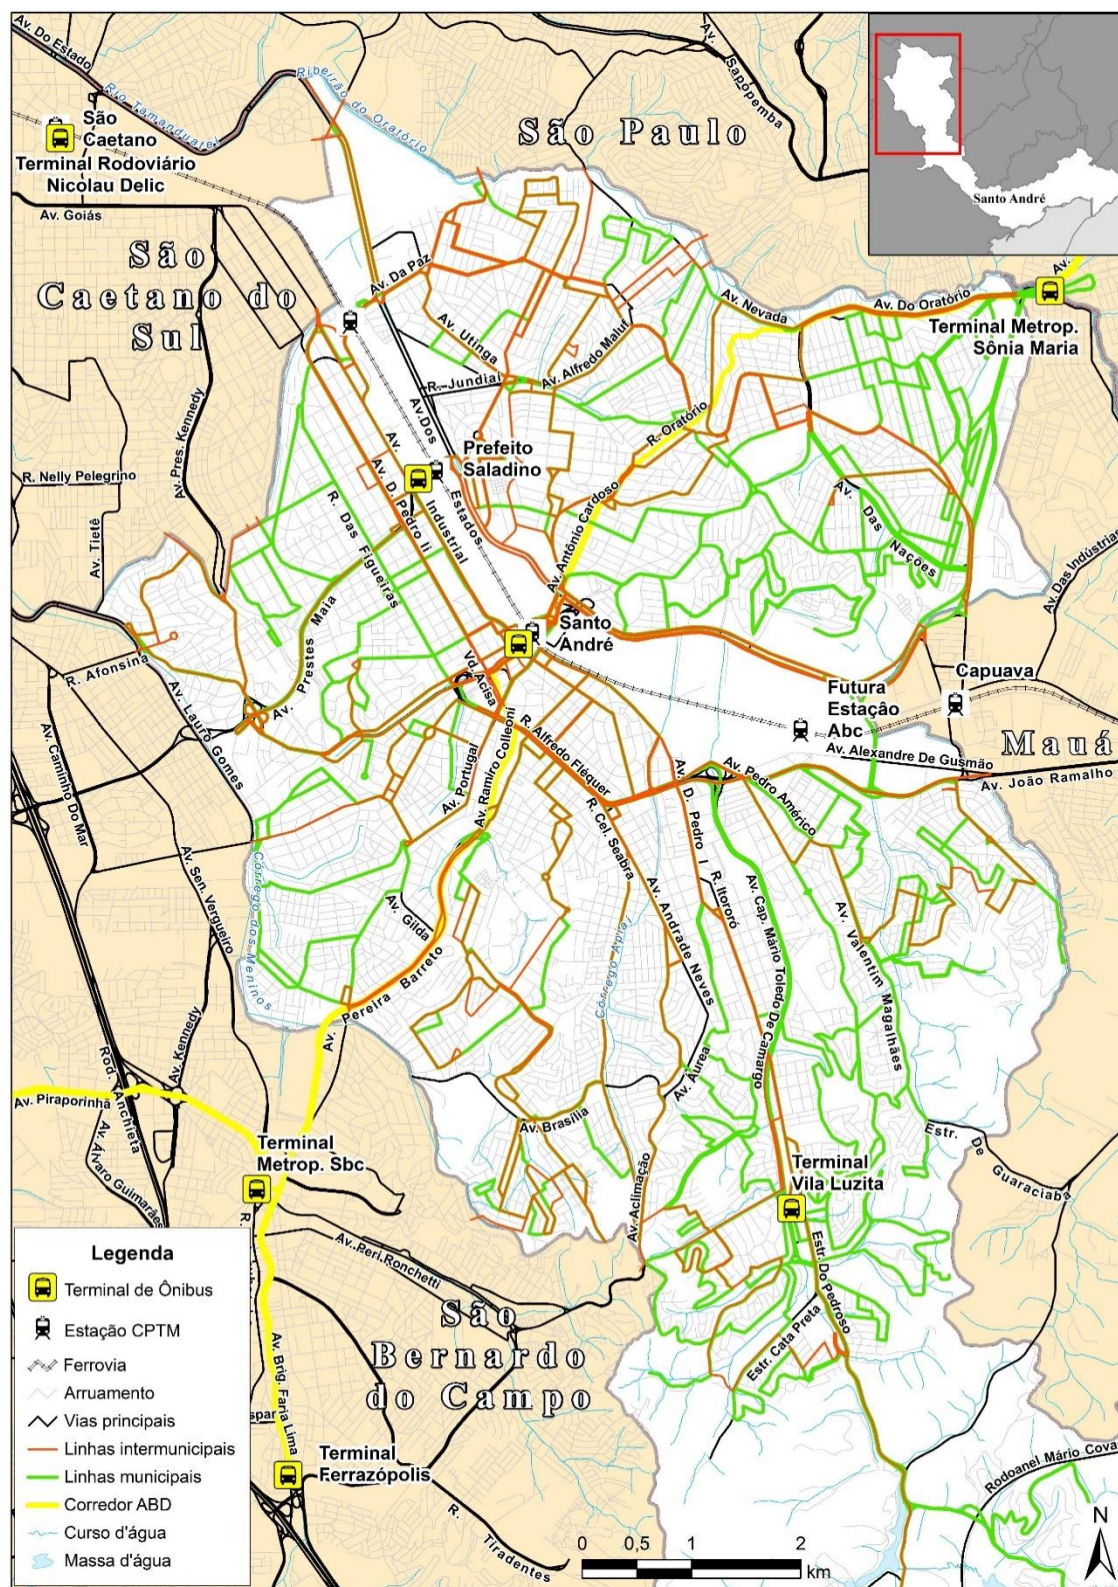 Av. Do Estado
Rio Tamanduateí
Ribeirão do Oratório
Av. Sapopemba
São
Caetano
Terminal Rodoviário
Nicolau Delic
São Paulo
Santo André
Av. Goiás
São
Caetano do
Sul
Av. Da Paz
Av. Nevada
Av. Do Oratório
Av.
Terminal Metrop.
Sônia Maria
Av. Utinga
Av. Alfredo Maluf
R. Jundiaí
Av. Pres. Kennedy
Av. Dos Estados
R. Oratório
Prefeito
Saladino
R. Nelly Pelegrino
Av. Tietê
Av. D. Pedro Ii
Av. Industrial
R. Das Figueiras
Av. Antônio Cardoso
Av. Das Nações
Av. Das Indústrias
Av. Prestes Maia
Santo
André
R. Afonsina
Av. Lauro Gomes
Vd. Acisa
Capuava
Futura
Estação
Abc
Mauá
Av. Alexandre De Gusmão
Av. João Ramalho
Av. Caminho Do Mar
Av. Portugal
Av. Ramiro Colleoni
R Alfredo Fléquer
Av. Pedro Américo
Av. D. Pedro I
R. Cel. Seabra
R. Itororó
Av. Sen. Vergueiro
Córrego dos Meninos
Av. Gilda
Av. Pereira Barreto
Córrego Apiaí
Av. Andrade Neves
Av. Cap. Mário Toledo De Camargo
Av. Valentim Magalhães
Av. Kennedy
Rod. Anchieta
Av. Piraporinha
Av. Álvaro Guimarães
Av. Áurea
Av. Brasília
Estr. De Guaraciaba
Terminal
Metrop. Sbc
Terminal
Vila Luzita
Av. Aclimação
Av. Peri Ronchetti
Estr. Do Pedroso
Estr. Cata Preta
São
Bernardo
do Campo
R.
Av. Brig. Faria Lima
spar
Terminal
Ferrazópolis
R. Tiradentes
Rodoanel Mário Cova
Legenda
Terminal de Ônibus
Estação CPTM
Ferrovia
Arruamento
Vias principais
Linhas intermunicipais
Linhas municipais
Corredor ABD
Curso d'água
Massa d'água
0 0,5 1 2
km
N